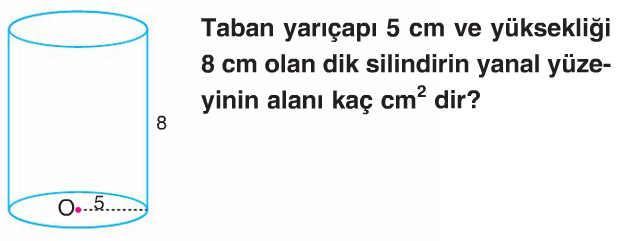 Taban yarıçapı 5 cm ve yüksekliği
8 cm olan dik silindirin yanal yüze-
yinin alanı kaç cm² dir?
8
O 5